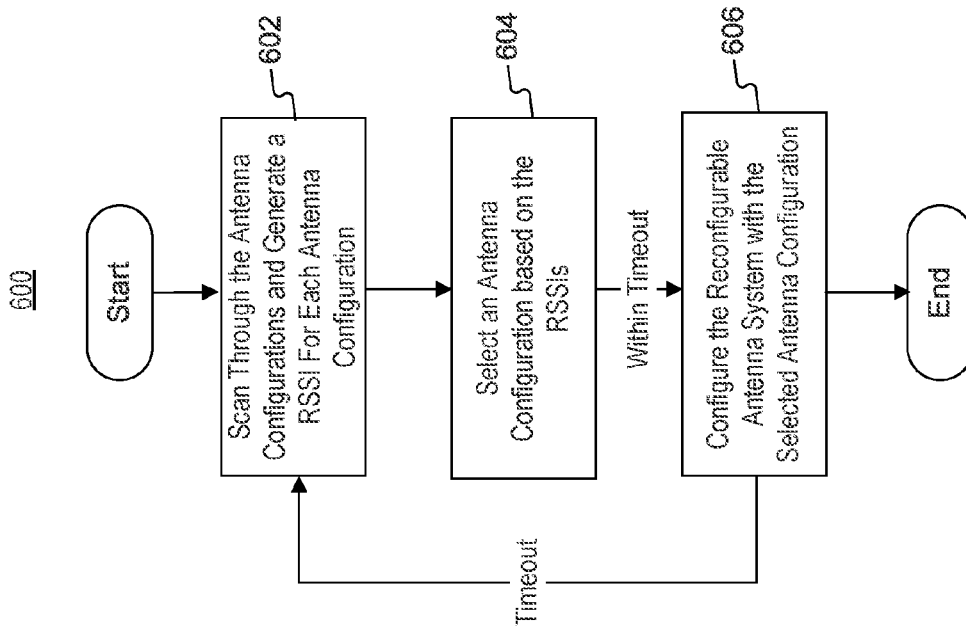 600
Start
Scan Through the Antenna
Configurations and Generate a
RSSI For Each Antenna
Configuration
602
Select an Antenna
Configuration based on the
RSSIs
604
Within Timeout
Configure the Reconfigurable
Antenna System with the
Selected Antenna Configuration
606
Timeout
End